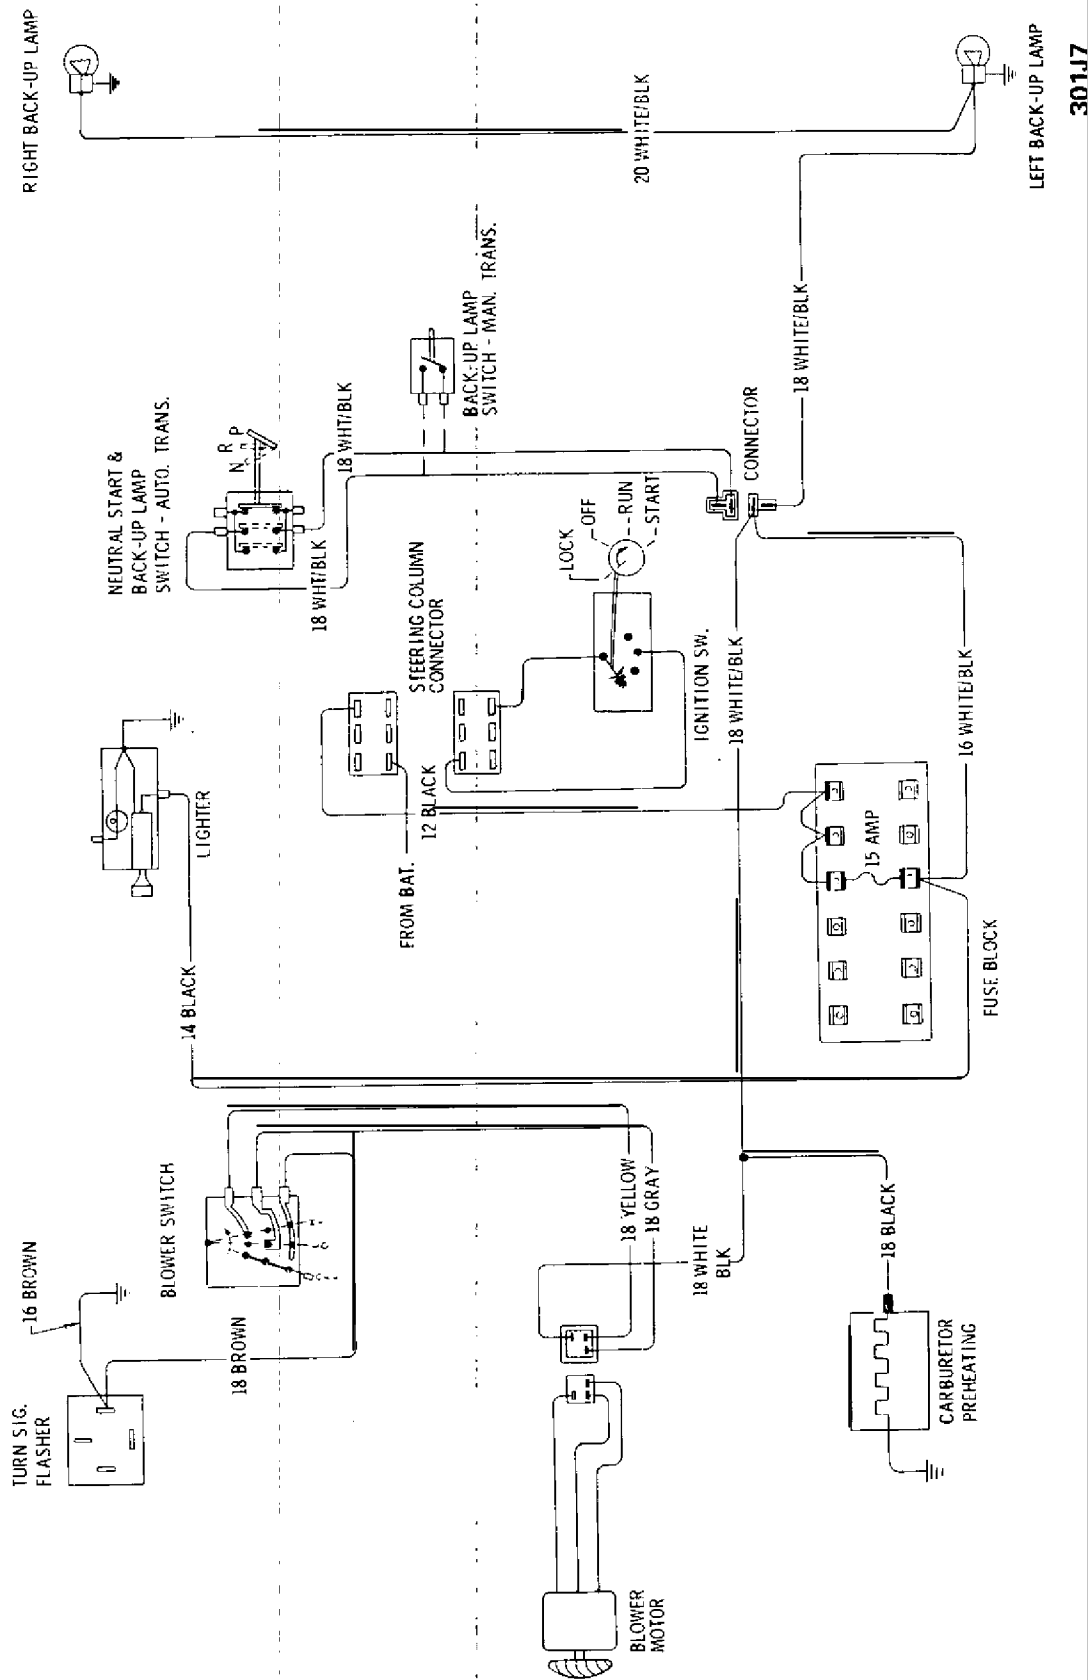 RIGHT BACK-UP LAMP
LEFT BACK-UP LAMP
301J7
20 WHITE/BLK
18 WHITE/BLK
BACK-UP LAMP
SWITCH - MAN. TRANS.
NEUTRAL START &
BACK-UP LAMP
SWITCH - AUTO. TRANS.
N R P
18 WHT/BLK
18 WHT/BLK
CONNECTOR
LOCK
OFF
RUN
START
STEERING COLUMN
CONNECTOR
IGNITION SW.
18 WHITE/BLK
16 WHITE/BLK
LIGHTER
12 BLACK
FROM BAT.
15 AMP
FUSE BLOCK
14 BLACK
BLOWER SWITCH
18 YELLOW
18 GRAY
18 WHITE
BLK
18 BLACK
16 BROWN
18 BROWN
TURN SIG.
FLASHER
CARBURETOR
PREHEATING
BLOWER
MOTOR